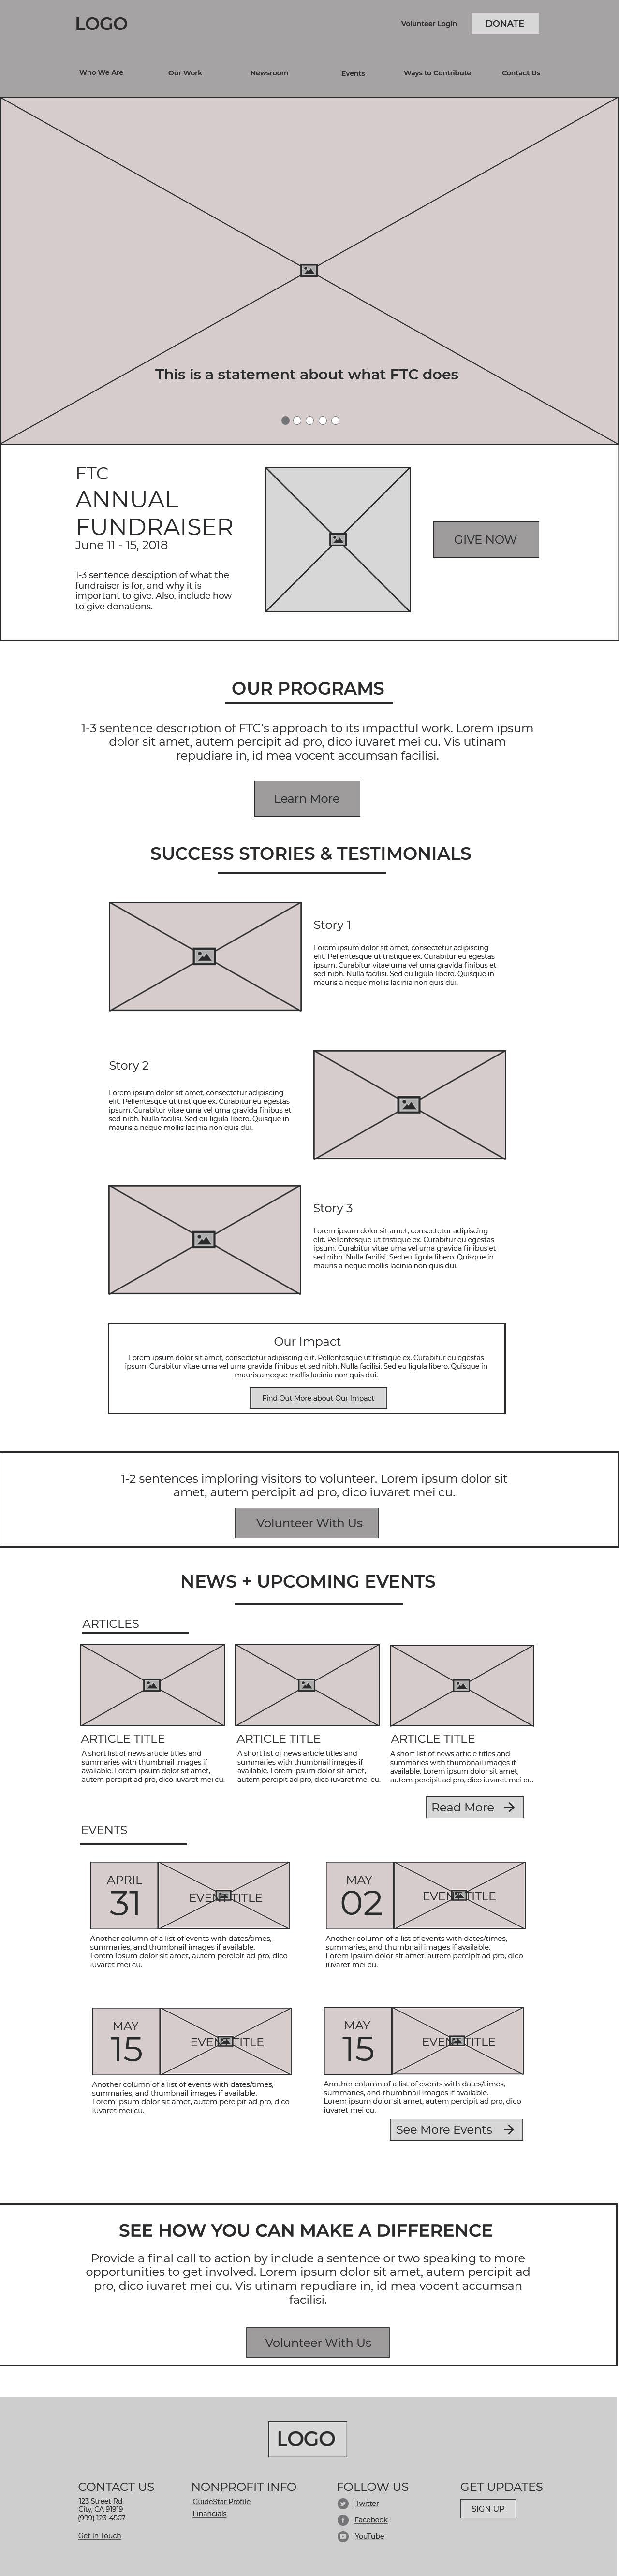 LOGO
Volunteer Login
DONATE
Who We Are
Our Work
Newsroom
Events
Ways to Contribute
Contact Us
This is a statement about what FTC does
FTC
ANNUAL
FUNDRAISER
June 11 - 15, 2018
1-3 sentence desciption of what the
fundraiser is for, and why it is
important to give. Also, include how
to give donations.
GIVE NOW
OUR PROGRAMS
1-3 sentence description of FTC's approach to its impactful work. Lorem ipsum
dolor sit amet, autem percipit ad pro, dico iuvaret mei cu. Vis utinam
repudiare in, id mea vocent accumsan facilisi.
Learn More
SUCCESS STORIES & TESTIMONIALS
Story 1
Lorem ipsum dolor sit amet, consectetur adipiscing
elit. Pellentesque ut tristique ex. Curabitur eu egestas
ipsum. Curabitur vitae urna vel urna gravida finibus et
sed nibh. Nulla facilisi. Sed eu ligula libero. Quisque in
mauris a neque mollis lacinia non quis dui.
Story 2
Lorem ipsum dolor sit amet, consectetur adipiscing
elit. Pellentesque ut tristique ex. Curabitur eu egestas
ipsum. Curabitur vitae urna vel urna gravida finibus et
sed nibh. Nulla facilisi. Sed eu ligula libero. Quisque in
mauris a neque mollis lacinia non quis dui.
Story 3
Lorem ipsum dolor sit amet, consectetur adipiscing
elit. Pellentesque ut tristique ex. Curabitur eu egestas
ipsum. Curabitur vitae urna vel urna gravida finibus et
sed nibh. Nulla facilisi. Sed eu ligula libero. Quisque in
mauris a neque mollis lacinia non quis dui.
Our Impact
Lorem ipsum dolor sit amet, consectetur adipiscing elit. Pellentesque ut tristique ex. Curabitur eu egestas
ipsum. Curabitur vitae urna vel urna gravida finibus et sed nibh. Nulla facilisi. Sed eu ligula libero. Quisque in
mauris a neque mollis lacinia non quis dui.
Find Out More about Our Impact
1-2 sentences imploring visitors to volunteer. Lorem ipsum dolor sit
amet, autem percipit ad pro, dico iuvaret mei cu.
Volunteer With Us
NEWS + UPCOMING EVENTS
ARTICLES
ARTICLE TITLE
A short list of news article titles and
summaries with thumbnail images if
available. Lorem ipsum dolor sit amet,
autem percipit ad pro, dico iuvaret mei cu.
ARTICLE TITLE
A short list of news article titles and
summaries with thumbnail images if
available. Lorem ipsum dolor sit amet,
autem percipit ad pro, dico iuvaret mei cu.
ARTICLE TITLE
A short list of news article titles and
summaries with thumbnail images if
available. Lorem ipsum dolor sit amet,
autem percipit ad pro, dico iuvaret mei cu.
Read More
EVENTS
APRIL
31
EVENT TITLE
Another column of a list of events with dates/times,
summaries, and thumbnail images if available.
Lorem ipsum dolor sit amet, autem percipit ad pro, dico
iuvaret mei cu.
MAY
02
EVENT TITLE
Another column of a list of events with dates/times,
summaries, and thumbnail images if available.
Lorem ipsum dolor sit amet, autem percipit ad pro, dico
iuvaret mei cu.
MAY
15
EVENT TITLE
Another column of a list of events with dates/times,
summaries, and thumbnail images if available.
Lorem ipsum dolor sit amet, autem percipit ad pro, dico
iuvaret mei cu.
MAY
15
EVENT TITLE
Another column of a list of events with dates/times,
summaries, and thumbnail images if available.
Lorem ipsum dolor sit amet, autem percipit ad pro, dico
iuvaret mei cu.
See More Events
SEE HOW YOU CAN MAKE A DIFFERENCE
Provide a final call to action by include a sentence or two speaking to more
opportunities to get involved. Lorem ipsum dolor sit amet, autem percipit ad
pro, dico iuvaret mei cu. Vis utinam repudiare in, id mea vocent accumsan
facilisi.
Volunteer With Us
LOGO
CONTACT US
123 Street Rd
City, CA 91919
(999) 123-4567
Get In Touch
NONPROFIT INFO
GuideStar Profile
Financials
FOLLOW US
Twitter
Facebook
YouTube
GET UPDATES
SIGN UP